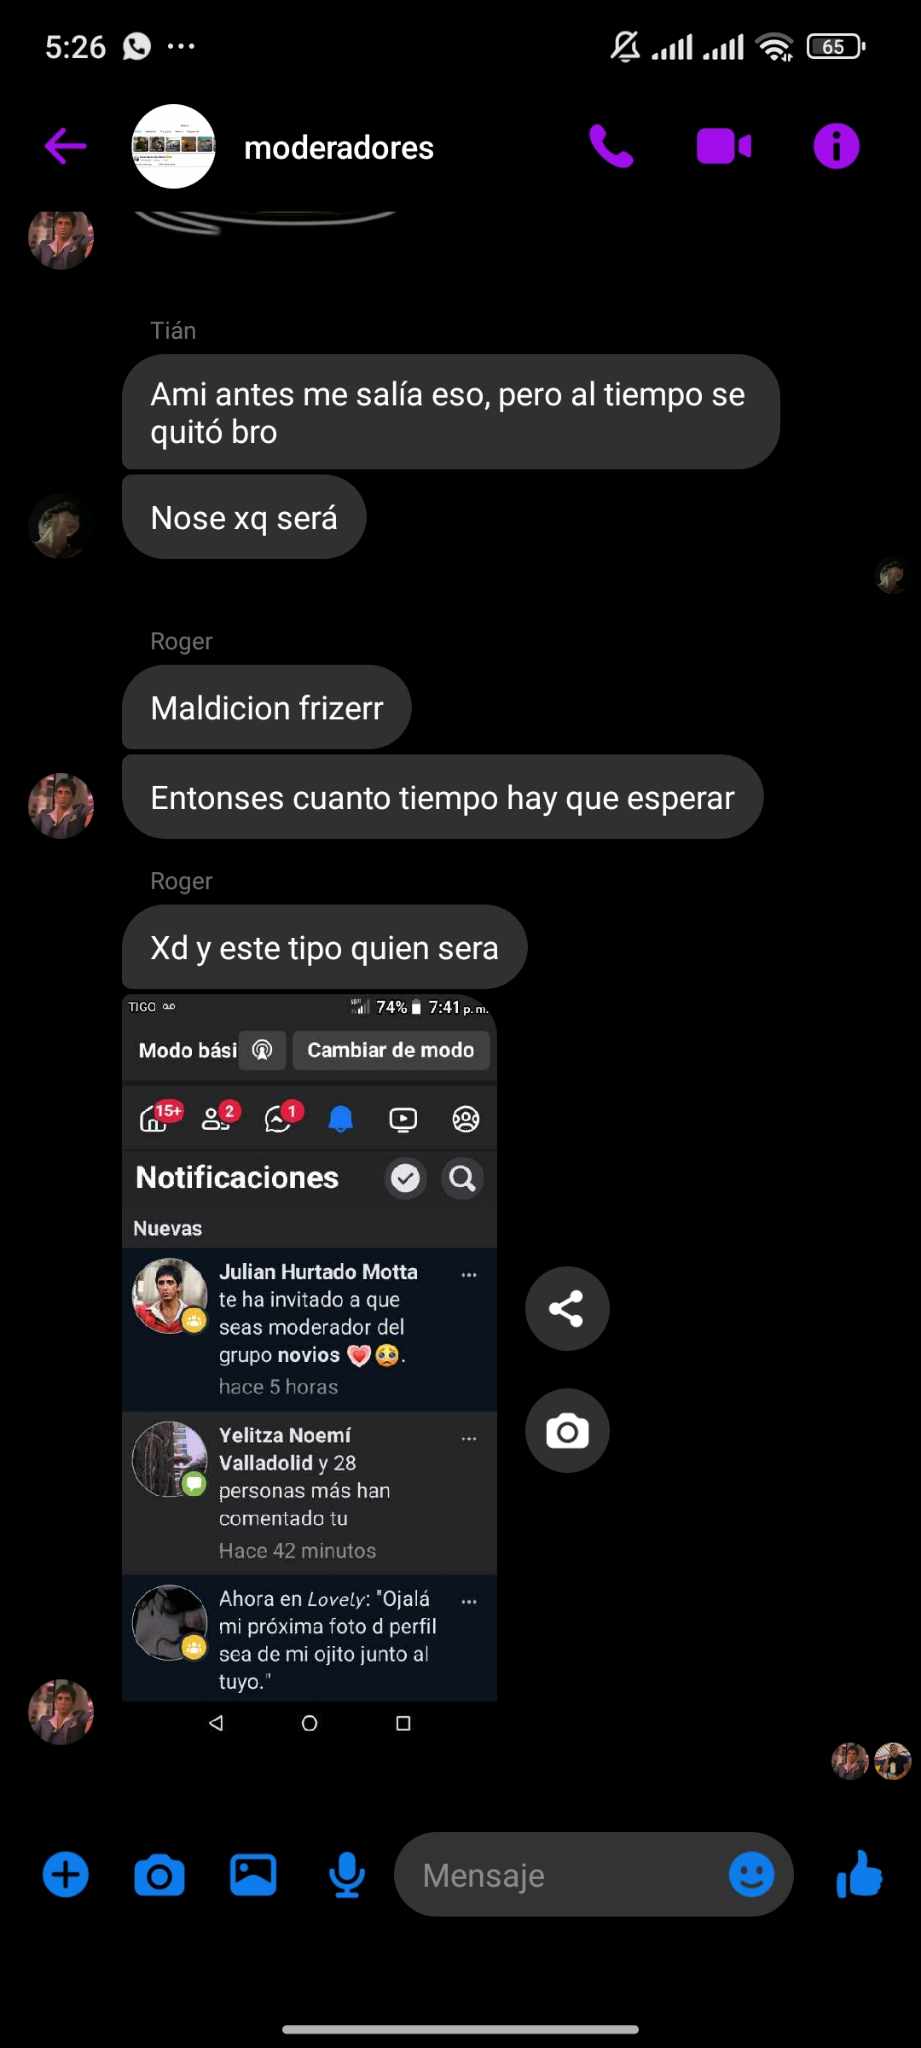 5:26
65
moderadores
Tián
Ami antes me salía eso, pero al tiempo se
quitó bro
Nose xq será
Roger
Maldicion frizerr
Entonses cuanto tiempo hay que esperar
Roger
Xd y este tipo quien sera
TIGO 74% 7:41 p. m.
Modo bási Cambiar de modo
15+ 2 1
Notificaciones
Nuevas
Julian Hurtado Motta
te ha invitado a que
seas moderador del
grupo novios ❤️🥺.
hace 5 horas
Yelitza Noemí
Valladolid y 28
personas más han
comentado tu
Hace 42 minutos
Ahora en Lovely: "Ojalá
mi próxima foto d perfil
sea de mi ojito junto al
tuyo."
Mensaje